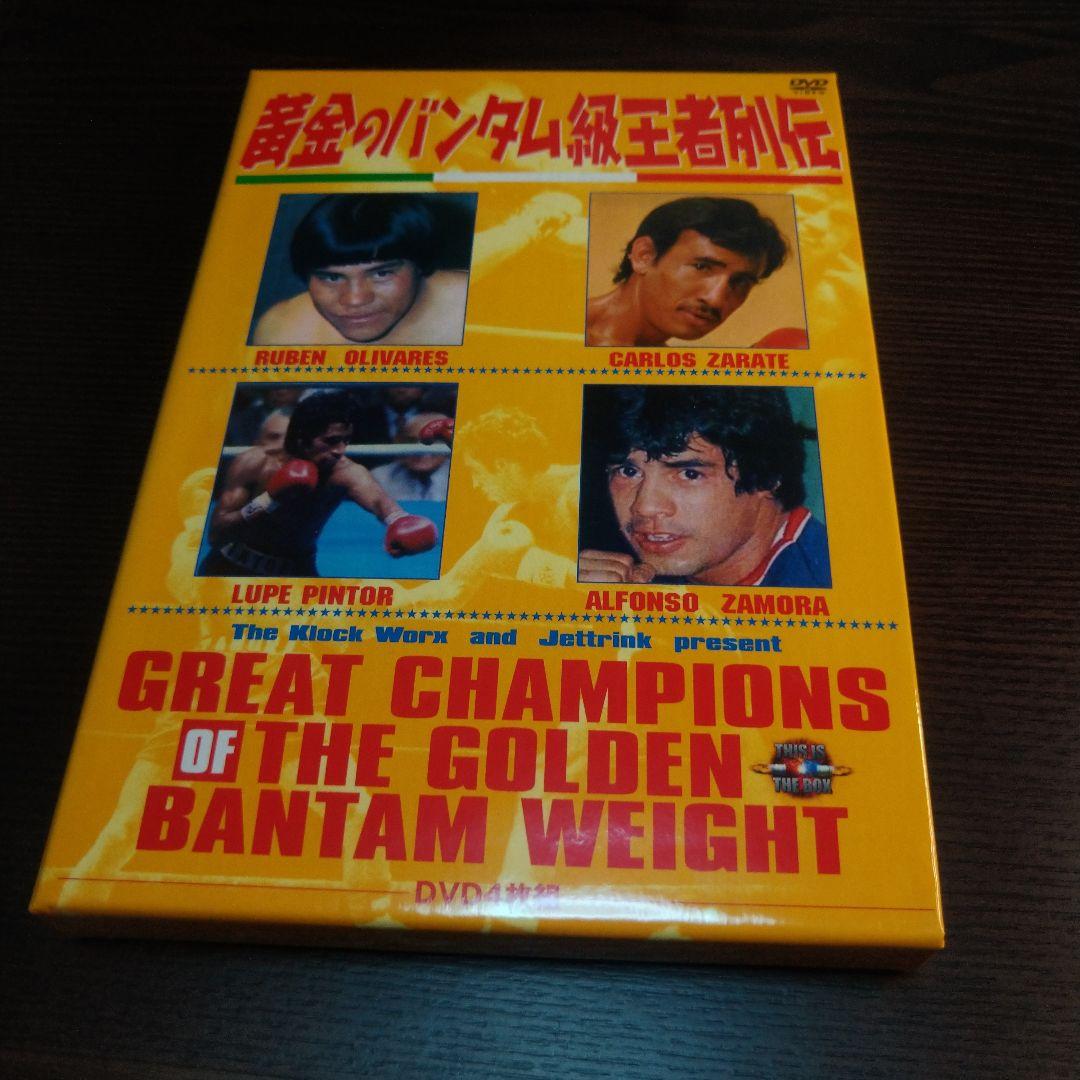 DVD
VIDEO
黄金のバンタム級王者列伝
RUBEN OLIVARES
CARLOS ZARATE
LUPE PINTOR
ALFONSO ZAMORA
The Klock Worx and Jettrink present
GREAT CHAMPIONS
OF THE GOLDEN
THIS IS
THE BOX
BANTAM WEIGHT
DVD4枚組